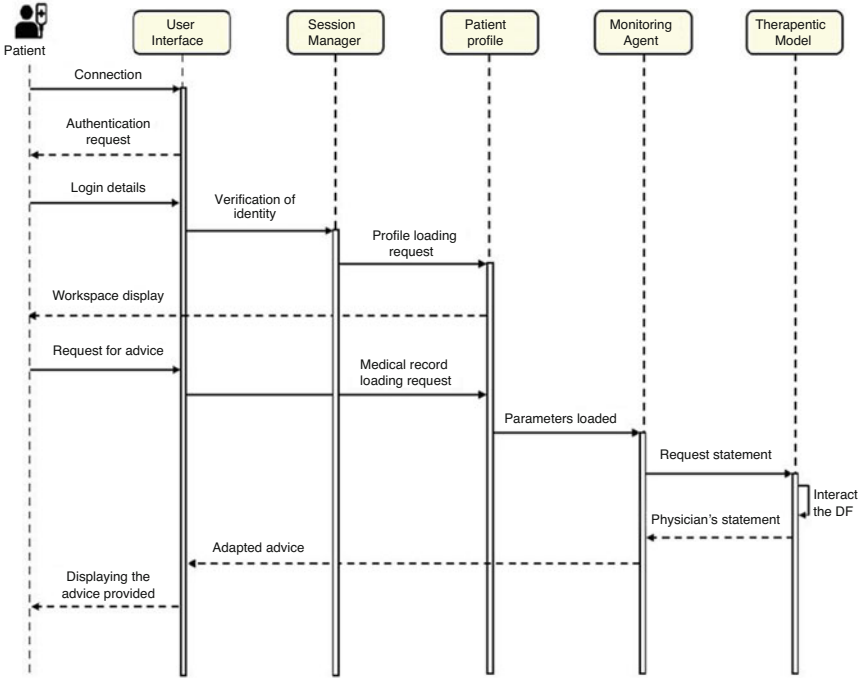 Patient
User
Interface
Session
Manager
Patient
profile
Monitoring
Agent
Therapentic
Model
Connection
Authentication
request
Login details
Verification of
identity
Profile loading
request
Workspace display
Request for advice
Medical record
loading request
Parameters loaded
Request statement
Interact
the DF
Physician's statement
Adapted advice
Displaying the
advice provided